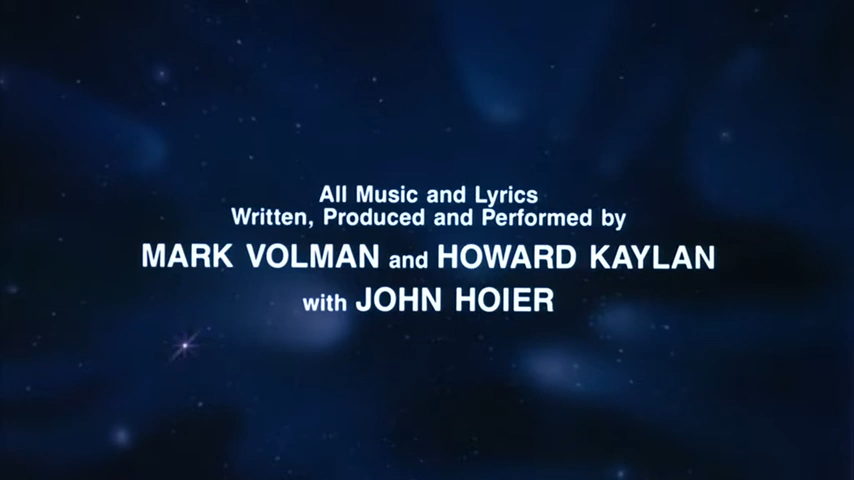 All Music and Lyrics
Written, Produced and Performed by
MARK VOLMAN and HOWARD KAYLAN
with JOHN HOIER